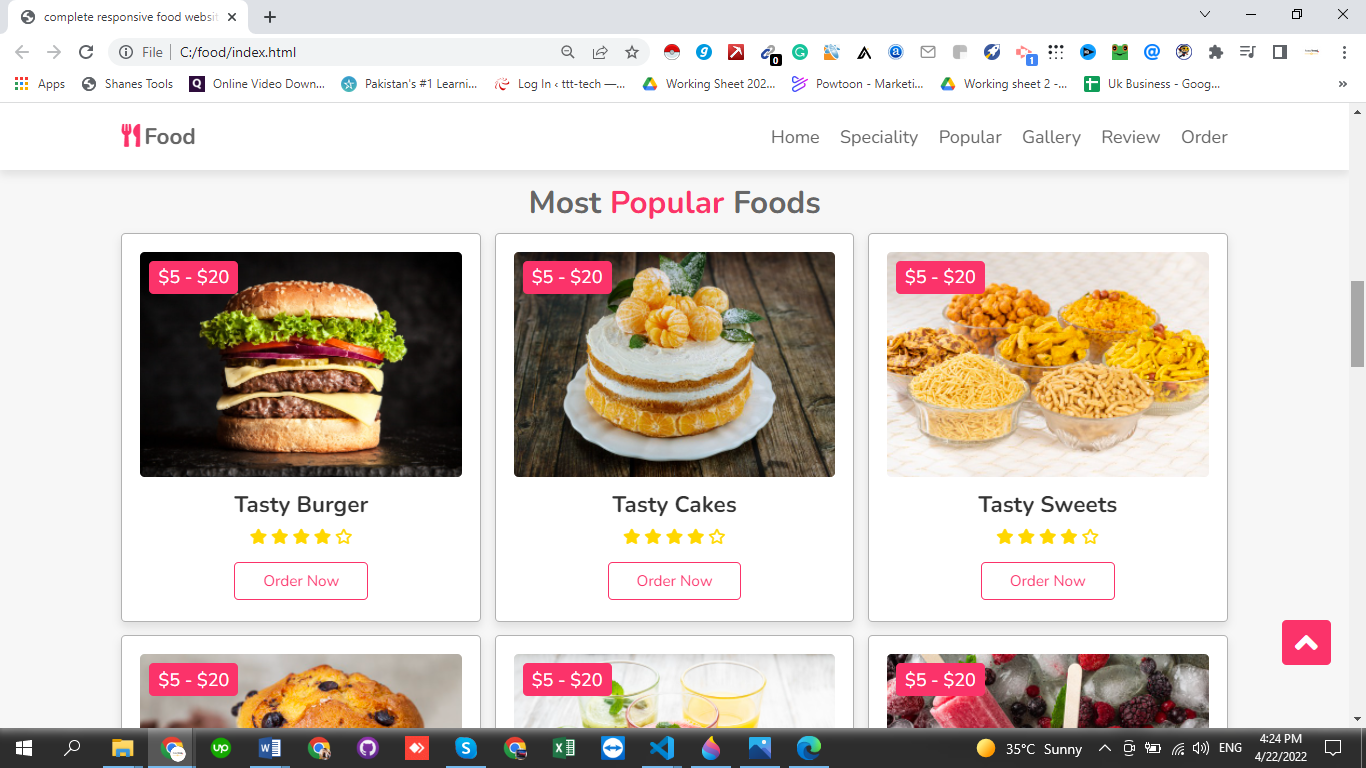 complete responsive food websit
File
C:/food/index.html
0
1
Apps
Shanes Tools
Online Video Down...
Pakistan's #1 Learni...
Log In ‹ ttt-tech —...
Working Sheet 202...
Powtoon - Marketi...
Working sheet 2 -...
Uk Business - Goog...
»
Food
Home
Speciality
Popular
Gallery
Review
Order
Most Popular Foods
$5 - $20
$5 - $20
$5 - $20
Tasty Burger
Tasty Cakes
Tasty Sweets
Order Now
Order Now
Order Now
$5 - $20
$5 - $20
$5 - $20
35°C Sunny
ENG
4:24 PM
4/22/2022